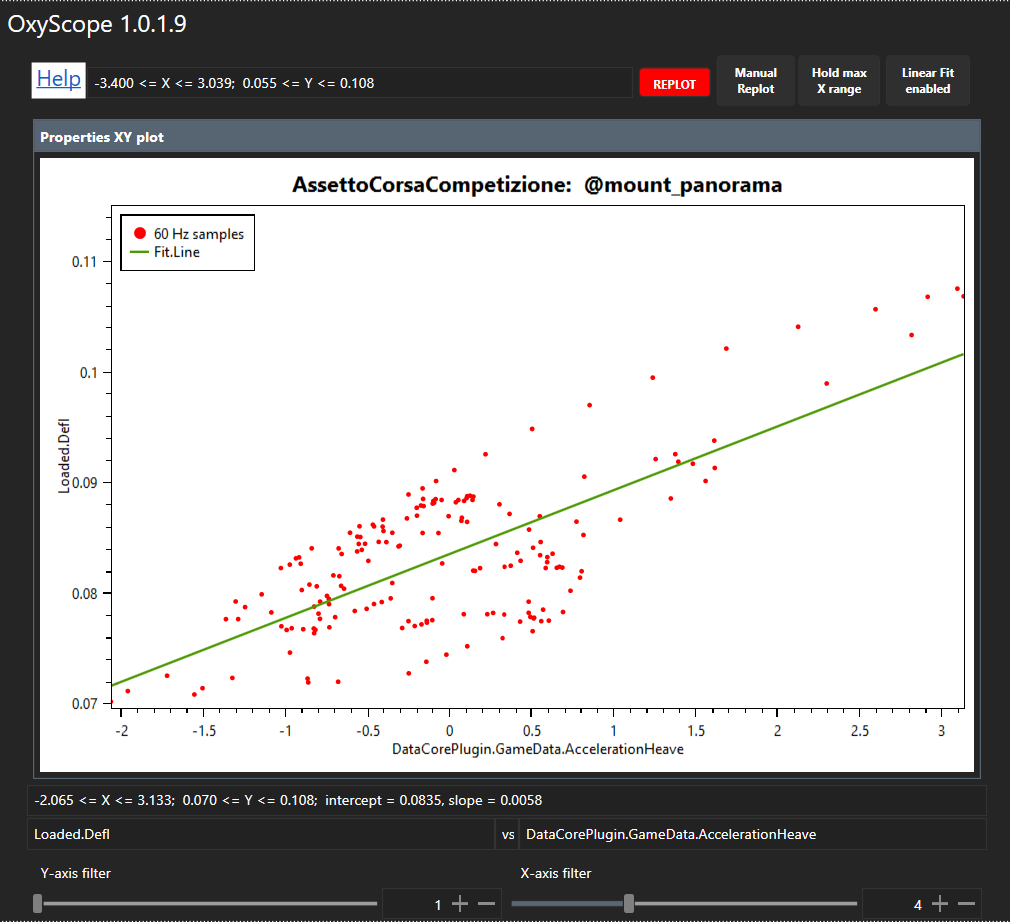 OxyScope 1.0.1.9
Help
-3.400 <= X <= 3.039;  0.055 <= Y <= 0.108
REPLOT
Manual
Replot
Hold max
X range
Linear Fit
enabled
Properties XY plot
AssettoCorsaCompetizione:  @mount_panorama
60 Hz samples
Fit.Line
0.11
0.1
0.09
0.08
0.07
Loaded.Defl
-2 -1.5 -1 -0.5 0 0.5 1 1.5 2 2.5 3
DataCorePlugin.GameData.AccelerationHeave
-2.065 <= X <= 3.133;  0.070 <= Y <= 0.108;  intercept = 0.0835, slope = 0.0058
Loaded.Defl vs DataCorePlugin.GameData.AccelerationHeave
Y-axis filter X-axis filter
1 + — 4 + —